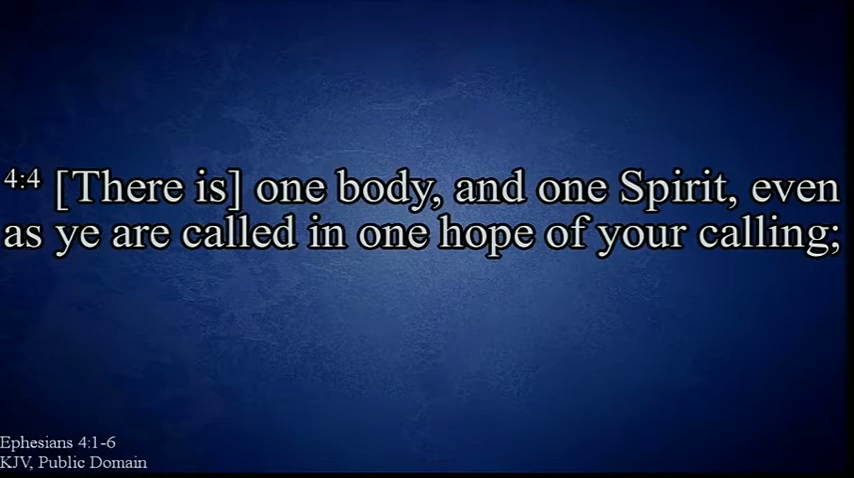 4:4 [There is] one body, and one Spirit, even
as ye are called in one hope of your calling;
Ephesians 4:1-6
KJV, Public Domain